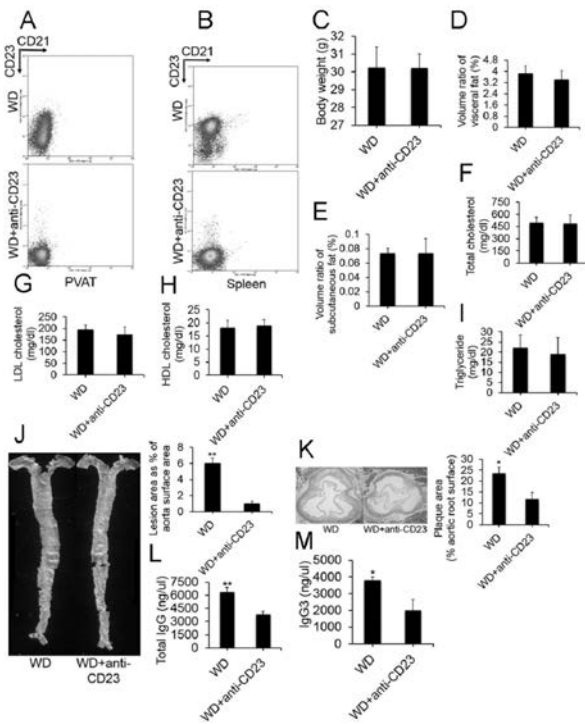 A
CD21
CD23
WD
WD+anti-CD23
PVAT
B
CD21
CD23
WD
WD+anti-CD23
Spleen
C
Body weight (g)
32
31
30
29
28
27
WD
WD+anti-CD23
D
Volume ratio of
visceral fat (%)
4.8
4
3.2
2.4
1.6
0.8
0
WD
WD+anti-CD23
E
Volume ratio of
subcutaneous fat (%)
0.1
0.08
0.06
0.04
0.02
0
WD
WD+anti-CD23
F
Total cholesterol
(mg/dl)
750
600
450
300
150
0
WD
WD+anti-CD23
G
LDL cholesterol
(mg/dl)
250
200
150
100
50
0
WD
WD+anti-CD23
H
HDL cholesterol
(mg/dl)
25
20
15
10
5
0
WD
WD+anti-CD23
I
Triglyceride
(mg/dl)
30
25
20
15
10
5
0
WD
WD+anti-CD23
J
WD
WD+anti-
CD23
Lesion area as % of
aorta surface area
8
7
6
5
4
3
2
1
0
**
WD
WD+anti-CD23
K
WD
WD+anti-CD23
Plaque area
(% aortic root surface)
30
25
20
15
10
5
0
*
WD
WD+anti-CD23
L
Total IgG (ng/ul)
7500
6000
4500
3000
1500
0
**
WD
WD+anti-CD23
M
IgG3 (ng/ul)
5000
4000
3000
2000
1000
0
*
WD
WD+anti-CD23